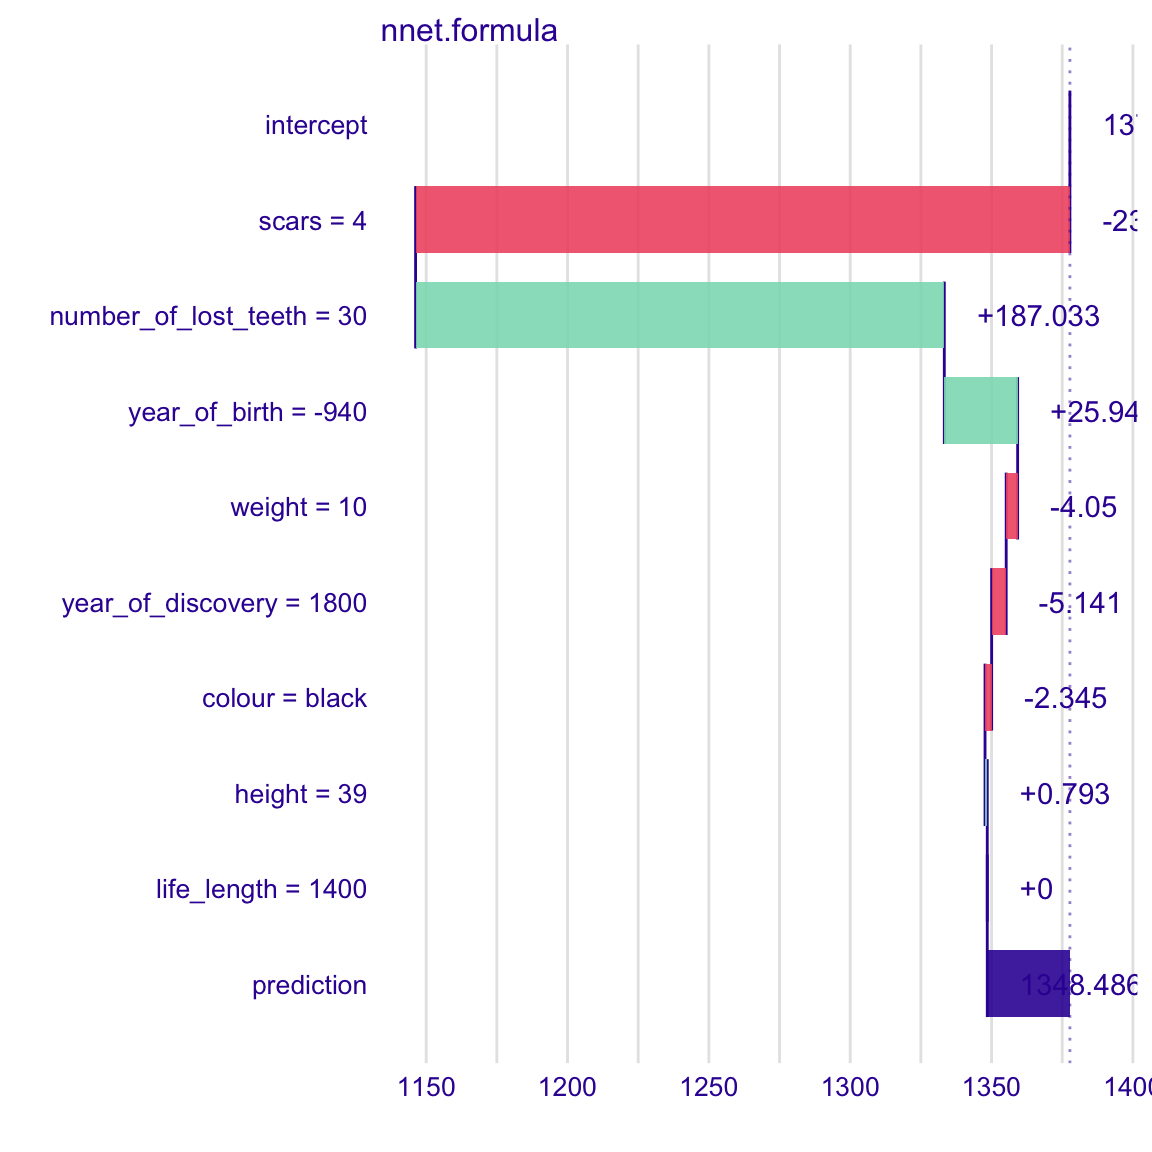 nnet.formula
intercept
scars = 4
-23
number_of_lost_teeth = 30
+187.033
year_of_birth = -940
+25.94
weight = 10
-4.05
year_of_discovery = 1800
-5.141
colour = black
-2.345
height = 39
+0.793
life_length = 1400
+0
prediction
1348.486
1150 1200 1250 1300 1350 1400